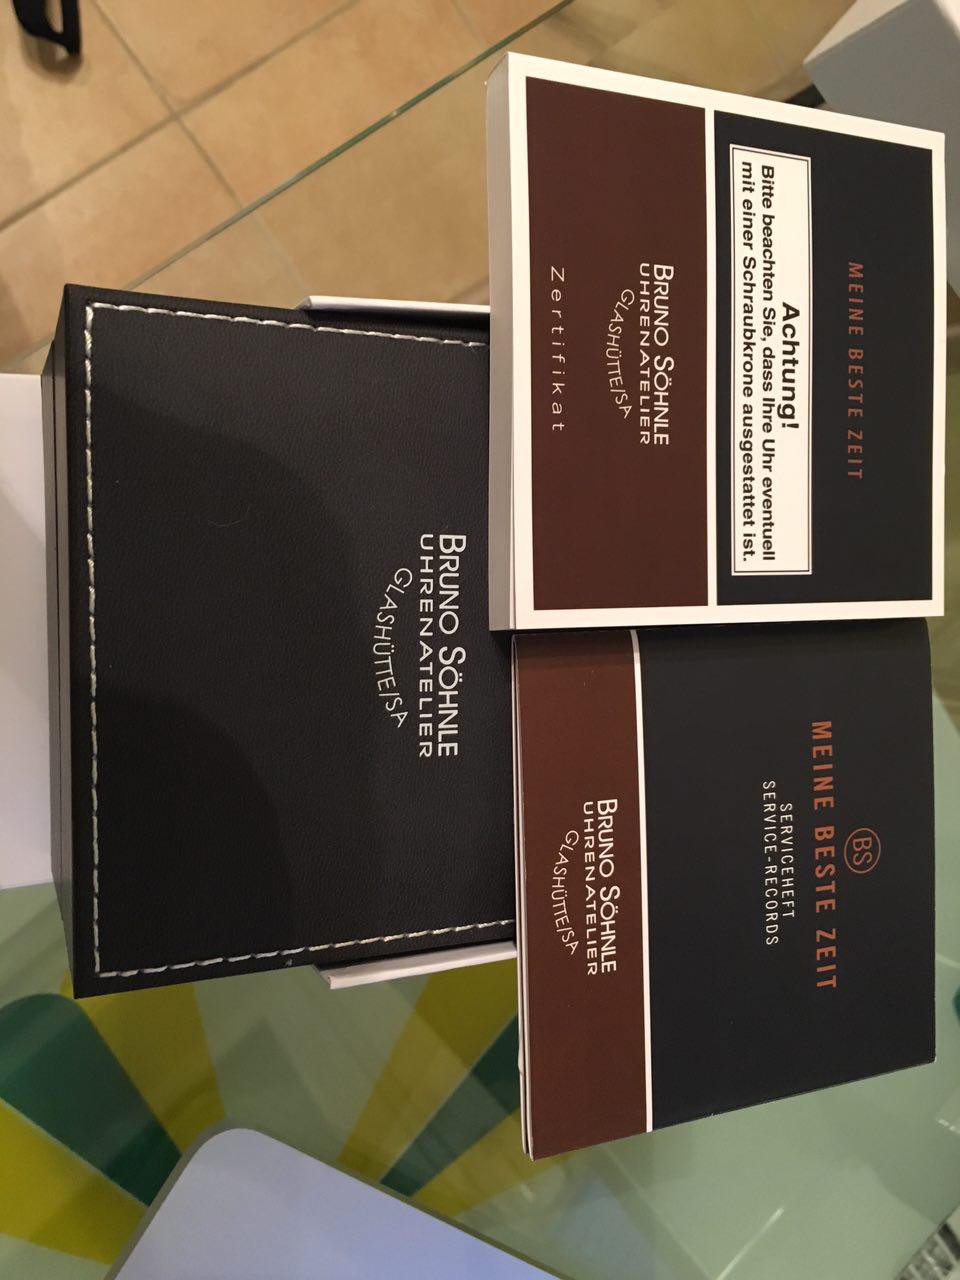 MEINE BESTE ZEIT
Achtung!
Bitte beachten Sie, dass Ihre Uhr eventuell
mit einer Schraubkrone ausgestattet ist.
BRUNO SÖHNLE
UHRENATELIER
GLASHÜTTE/SA
Zertifikat
BS
MEINE BESTE ZEIT
SERVICEHEFT
SERVICE-RECORDS
BRUNO SÖHNLE
UHRENATELIER
GLASHÜTTE/SA
BRUNO SÖHNLE
UHRENATELIER
GLASHÜTTE/SA